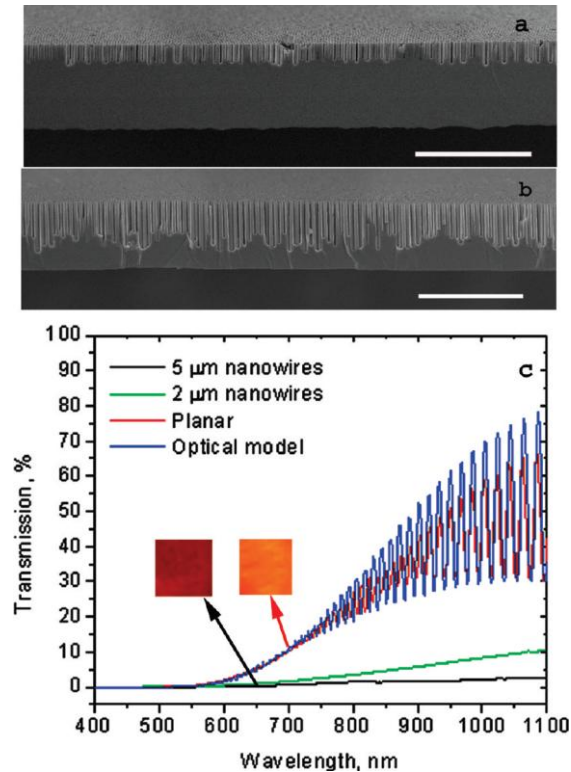 a
b
c
5 μm nanowires
2 μm nanowires
Planar
Optical model
Transmission, %
100
90
80
70
60
50
40
30
20
10
0
400 500 600 700 800 900 1000 1100
Wavelength, nm